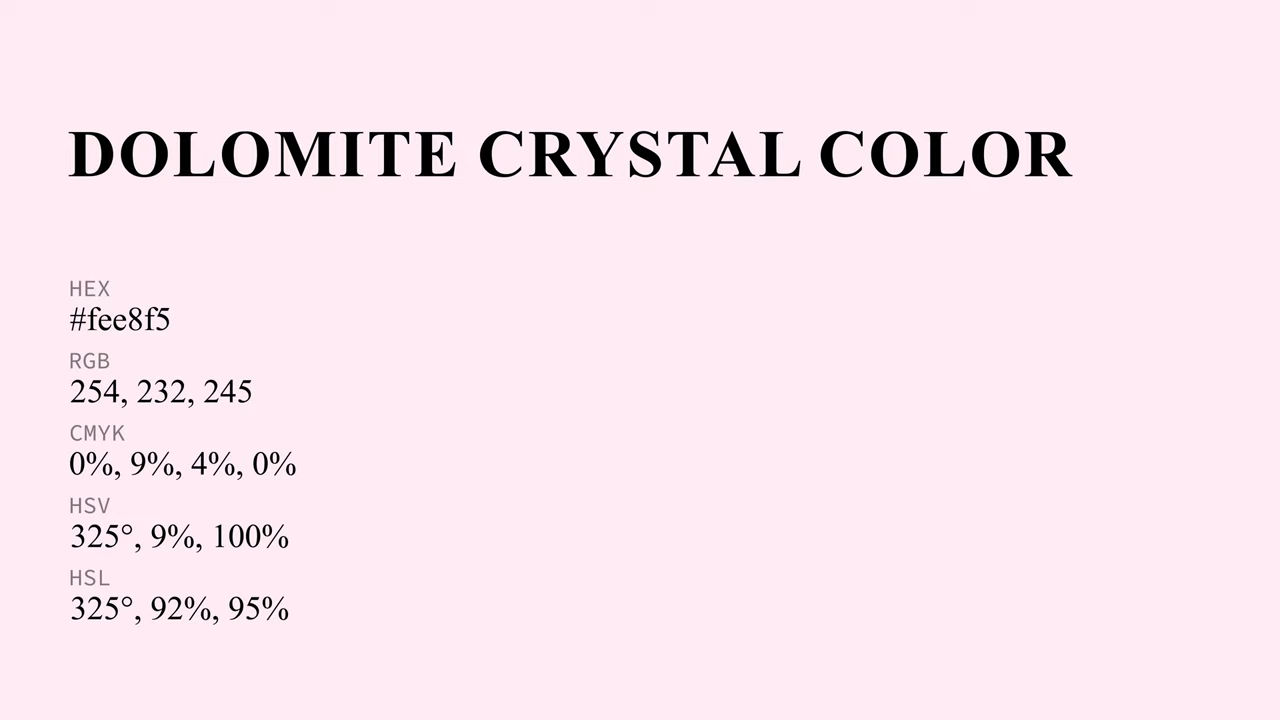 DOLOMITE CRYSTAL COLOR
HEX
#fee8f5
RGB
254, 232, 245
CMYK
0%, 9%, 4%, 0%
HSV
325°, 9%, 100%
HSL
325°, 92%, 95%